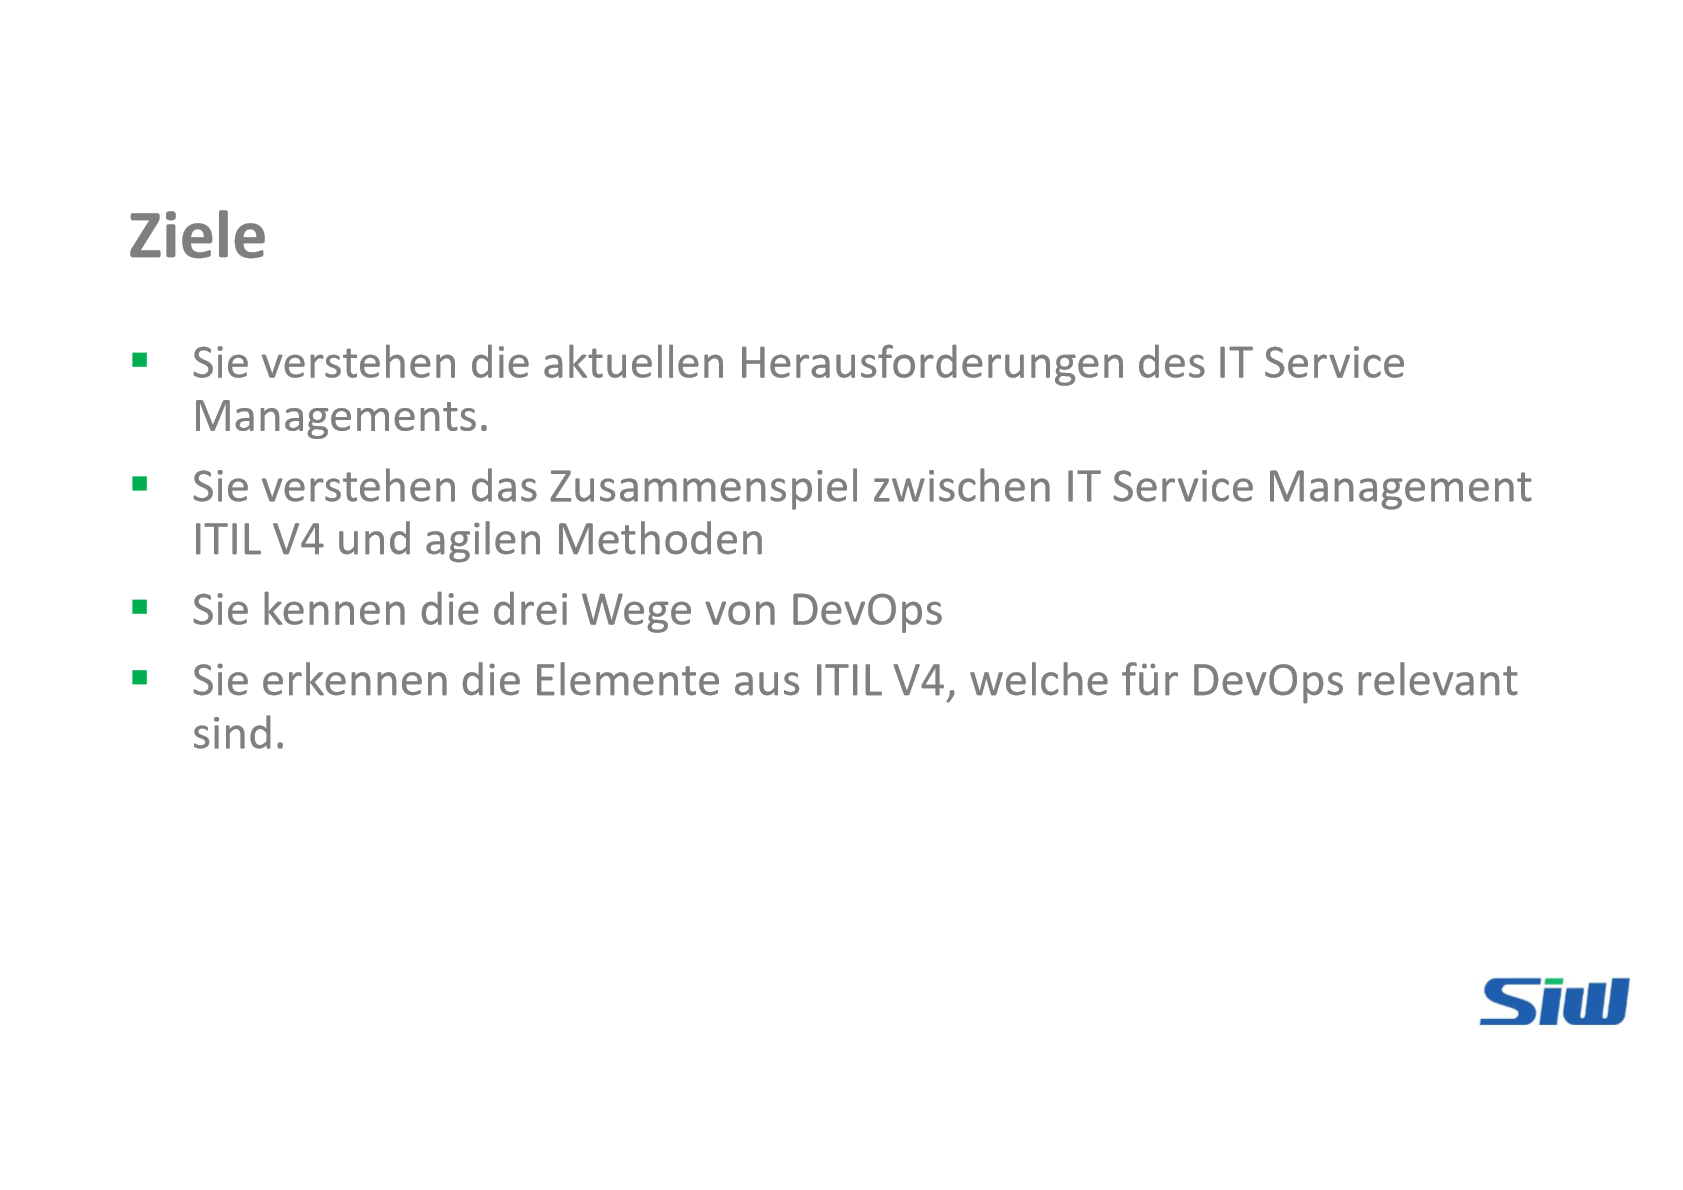 Ziele
▪ Sie verstehen die aktuellen Herausforderungen des IT Service
Managements.
▪ Sie verstehen das Zusammenspiel zwischen IT Service Management
ITIL V4 und agilen Methoden
▪ Sie kennen die drei Wege von DevOps
▪ Sie erkennen die Elemente aus ITIL V4, welche für DevOps relevant
sind.
Siw